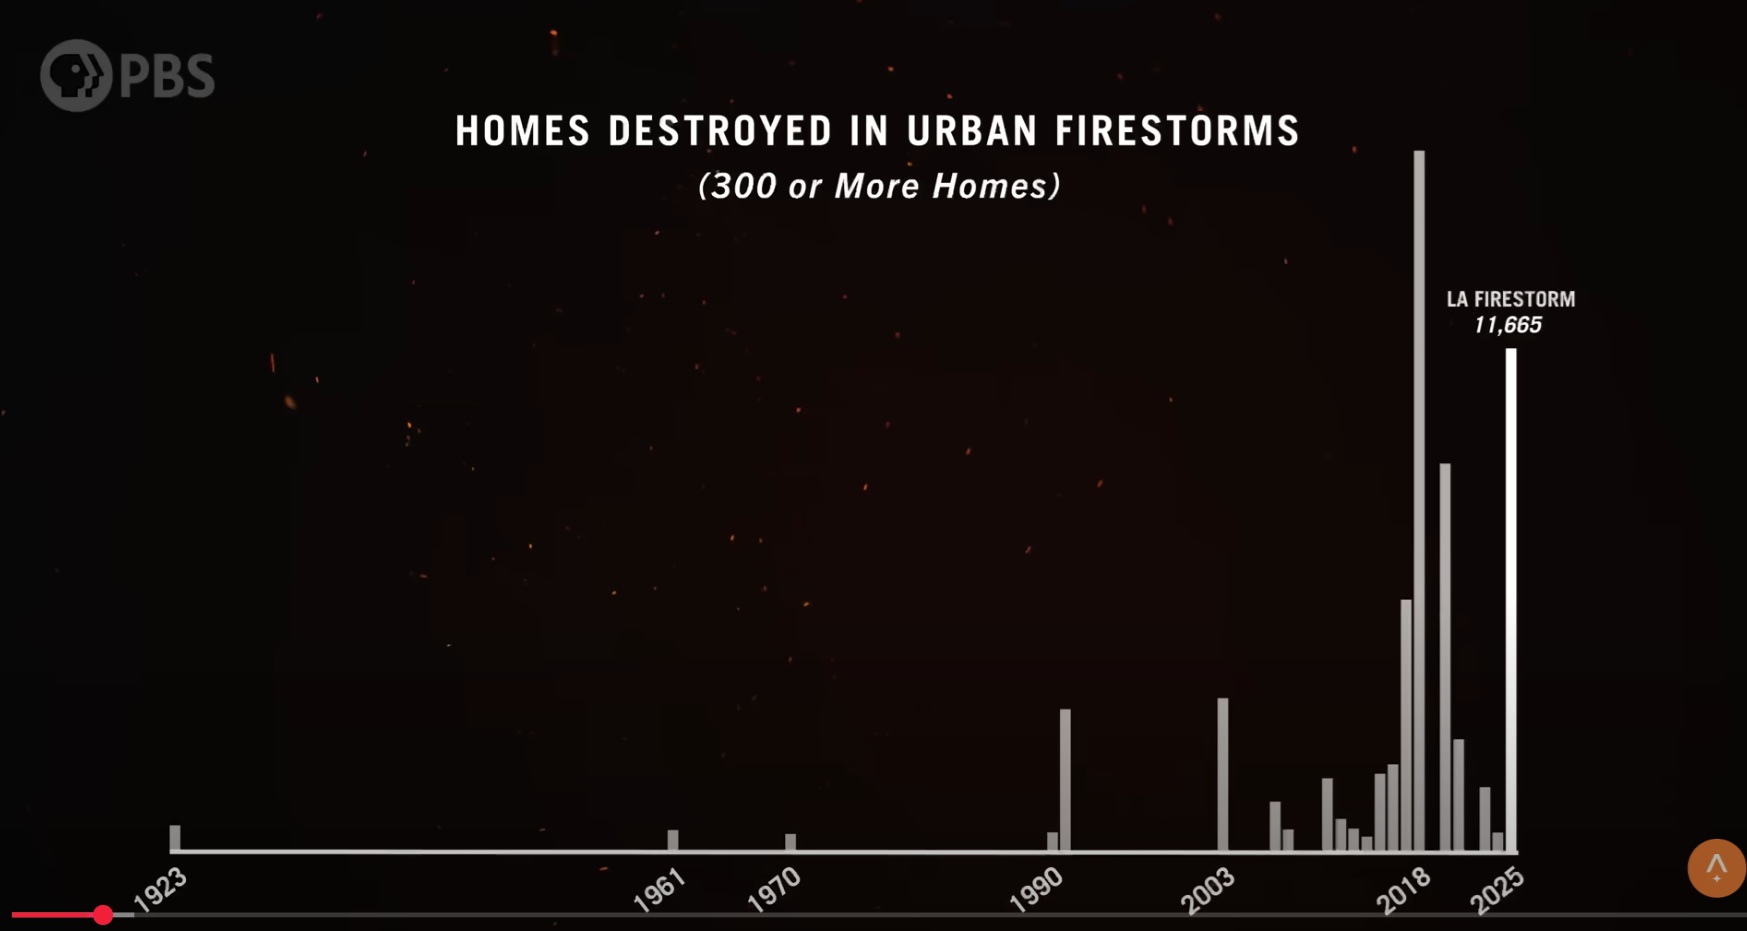 PBS
HOMES DESTROYED IN URBAN FIRESTORMS
(300 or More Homes)
LA FIRESTORM
11,665
1923
1961
1970
1990
2003
2018
2025